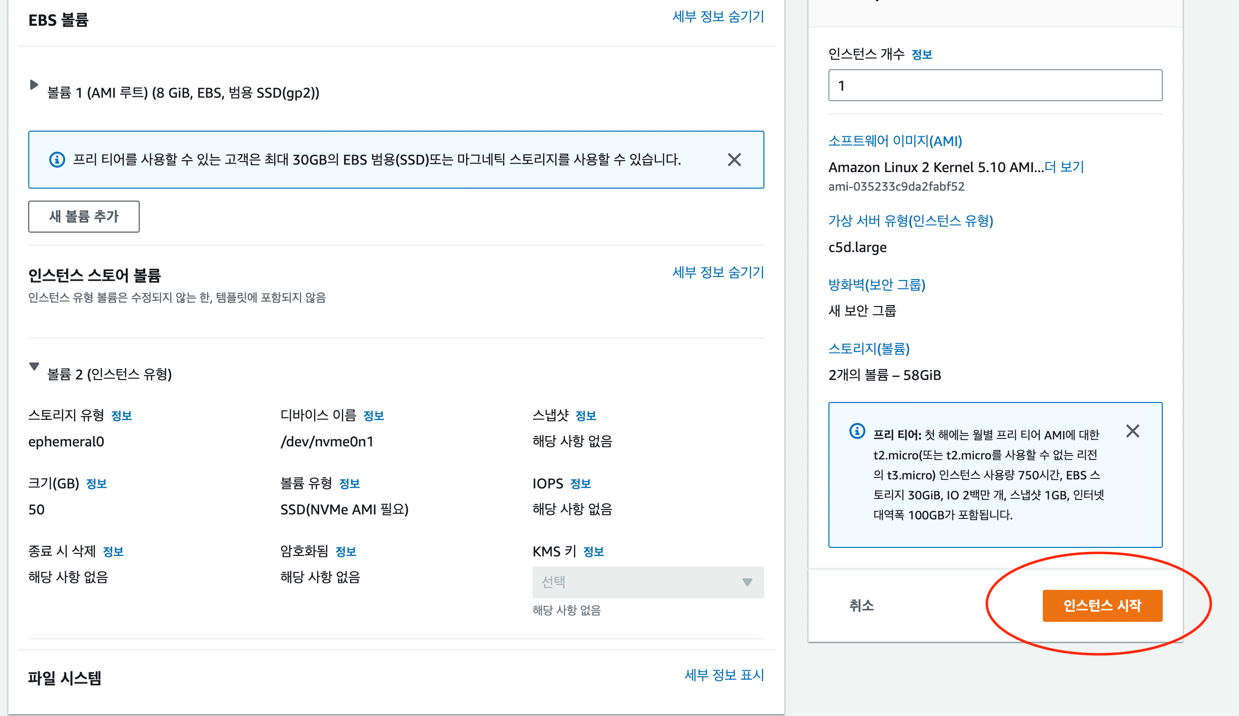 EBS 볼륨
세부 정보 숨기기
볼륨 1 (AMI 루트) (8 GiB, EBS, 범용 SSD(gp2))
프리 티어를 사용할 수 있는 고객은 최대 30GB의 EBS 범용(SSD)또는 마그네틱 스토리지를 사용할 수 있습니다.
새 볼륨 추가
인스턴스 스토어 볼륨
세부 정보 숨기기
인스턴스 유형 볼륨은 수정되지 않는 한, 템플릿에 포함되지 않음
볼륨 2 (인스턴스 유형)
스토리지 유형 정보
디바이스 이름 정보
스냅샷 정보
ephemeral0
/dev/nvme0n1
해당 사항 없음
크기(GB) 정보
볼륨 유형 정보
IOPS 정보
50
SSD(NVMe AMI 필요)
해당 사항 없음
종료 시 삭제 정보
암호화됨 정보
KMS 키 정보
해당 사항 없음
해당 사항 없음
선택
해당 사항 없음
파일 시스템
세부 정보 표시
인스턴스 개수 정보
1
소프트웨어 이미지(AMI)
Amazon Linux 2 Kernel 5.10 AMI...더 보기
ami-035233c9da2fabf52
가상 서버 유형(인스턴스 유형)
c5d.large
방화벽(보안 그룹)
새 보안 그룹
스토리지(볼륨)
2개의 볼륨 – 58GiB
프리 티어: 첫 해에는 월별 프리 티어 AMI에 대한
t2.micro(또는 t2.micro를 사용할 수 없는 리전
의 t3.micro) 인스턴스 사용량 750시간, EBS 스
토리지 30GiB, IO 2백만 개, 스냅샷 1GB, 인터넷
대역폭 100GB가 포함됩니다.
취소
인스턴스 시작